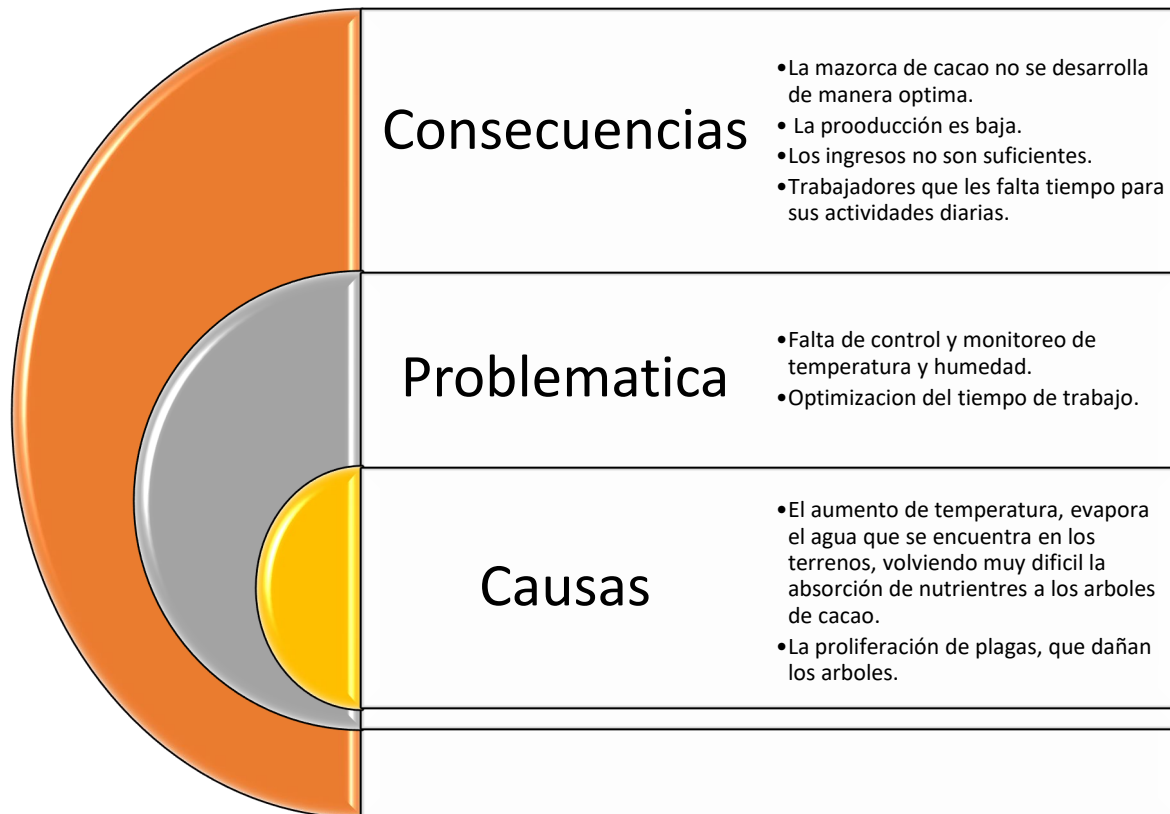 Consecuencias
•La mazorca de cacao no se desarrolla
de manera optima.
• La prooducción es baja.
•Los ingresos no son suficientes.
•Trabajadores que les falta tiempo para
sus actividades diarias.
Problematica
•Falta de control y monitoreo de
temperatura y humedad.
•Optimizacion del tiempo de trabajo.
Causas
•El aumento de temperatura, evapora
el agua que se encuentra en los
terrenos, volviendo muy dificil la
absorción de nutrientres a los arboles
de cacao.
•La proliferación de plagas, que dañan
los arboles.